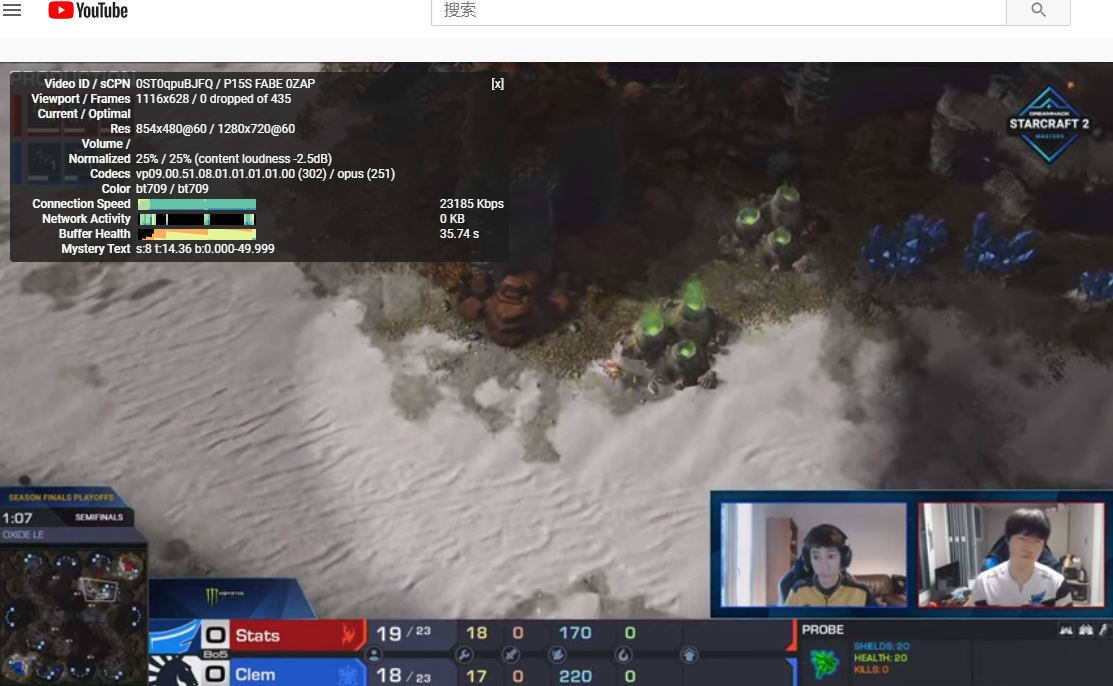 YouTube
搜索
PRODUCTION
Video ID / sCPN 0ST0qpuBJFQ / P15S FABE 0ZAP [x]
Viewport / Frames 1116x628 / 0 dropped of 435
Current / Optimal
Res 854x480@60 / 1280x720@60
Volume /
Normalized 25% / 25% (content loudness -2.5dB)
Codecs vp09.00.51.08.01.01.01.01.00 (302) / opus (251)
Color bt709 / bt709
Connection Speed 23185 Kbps
Network Activity 0 KB
Buffer Health 35.74 s
Mystery Text s:8 t:14.36 b:0.000-49.999
DREAMHACK
STARCRAFT 2
MASTERS
SEASON FINALS PLAYOFFS
1:07 SEMIFINALS
OXIDE LE
MONSTER
0 Stats 19 / 23 18 0 170 0
Bo5
0 Clem 18 / 23 17 0 220 0
PROBE
SHIELDS: 20
HEALTH: 20
KILLS: 0